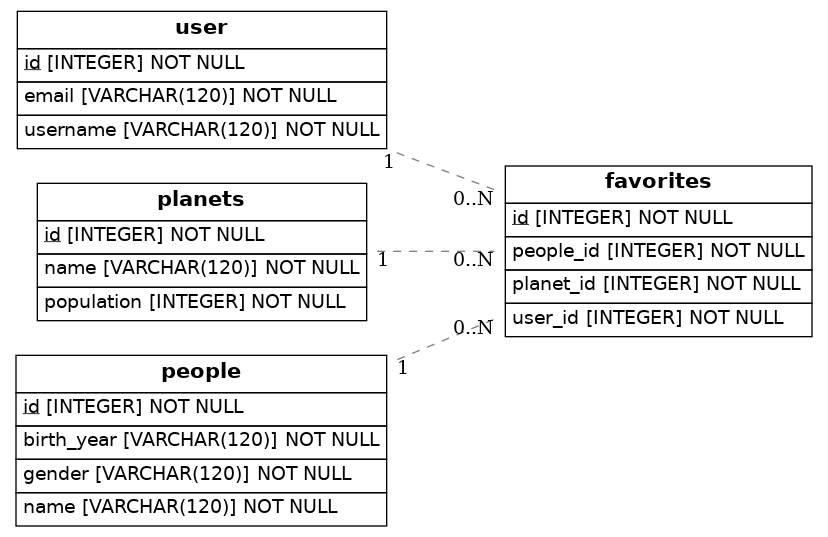 user
id [INTEGER] NOT NULL
email [VARCHAR(120)] NOT NULL
username [VARCHAR(120)] NOT NULL
1
0..N
planets
id [INTEGER] NOT NULL
name [VARCHAR(120)] NOT NULL
population [INTEGER] NOT NULL
1
0..N
people
id [INTEGER] NOT NULL
birth_year [VARCHAR(120)] NOT NULL
gender [VARCHAR(120)] NOT NULL
name [VARCHAR(120)] NOT NULL
1
0..N
favorites
id [INTEGER] NOT NULL
people_id [INTEGER] NOT NULL
planet_id [INTEGER] NOT NULL
user_id [INTEGER] NOT NULL